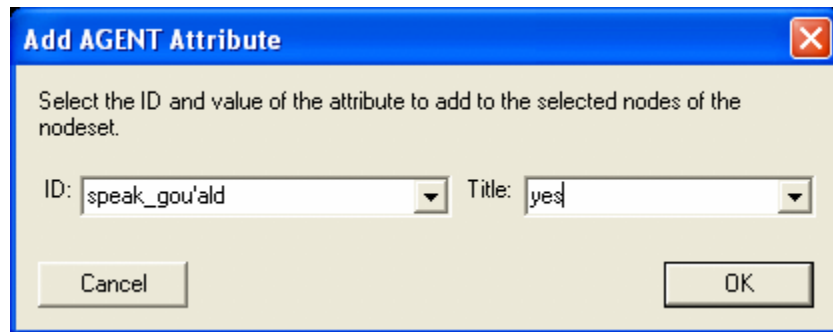 Add AGENT Attribute
Select the ID and value of the attribute to add to the selected nodes of the
nodeset.
ID: speak_gou'ald Title: yes
Cancel OK